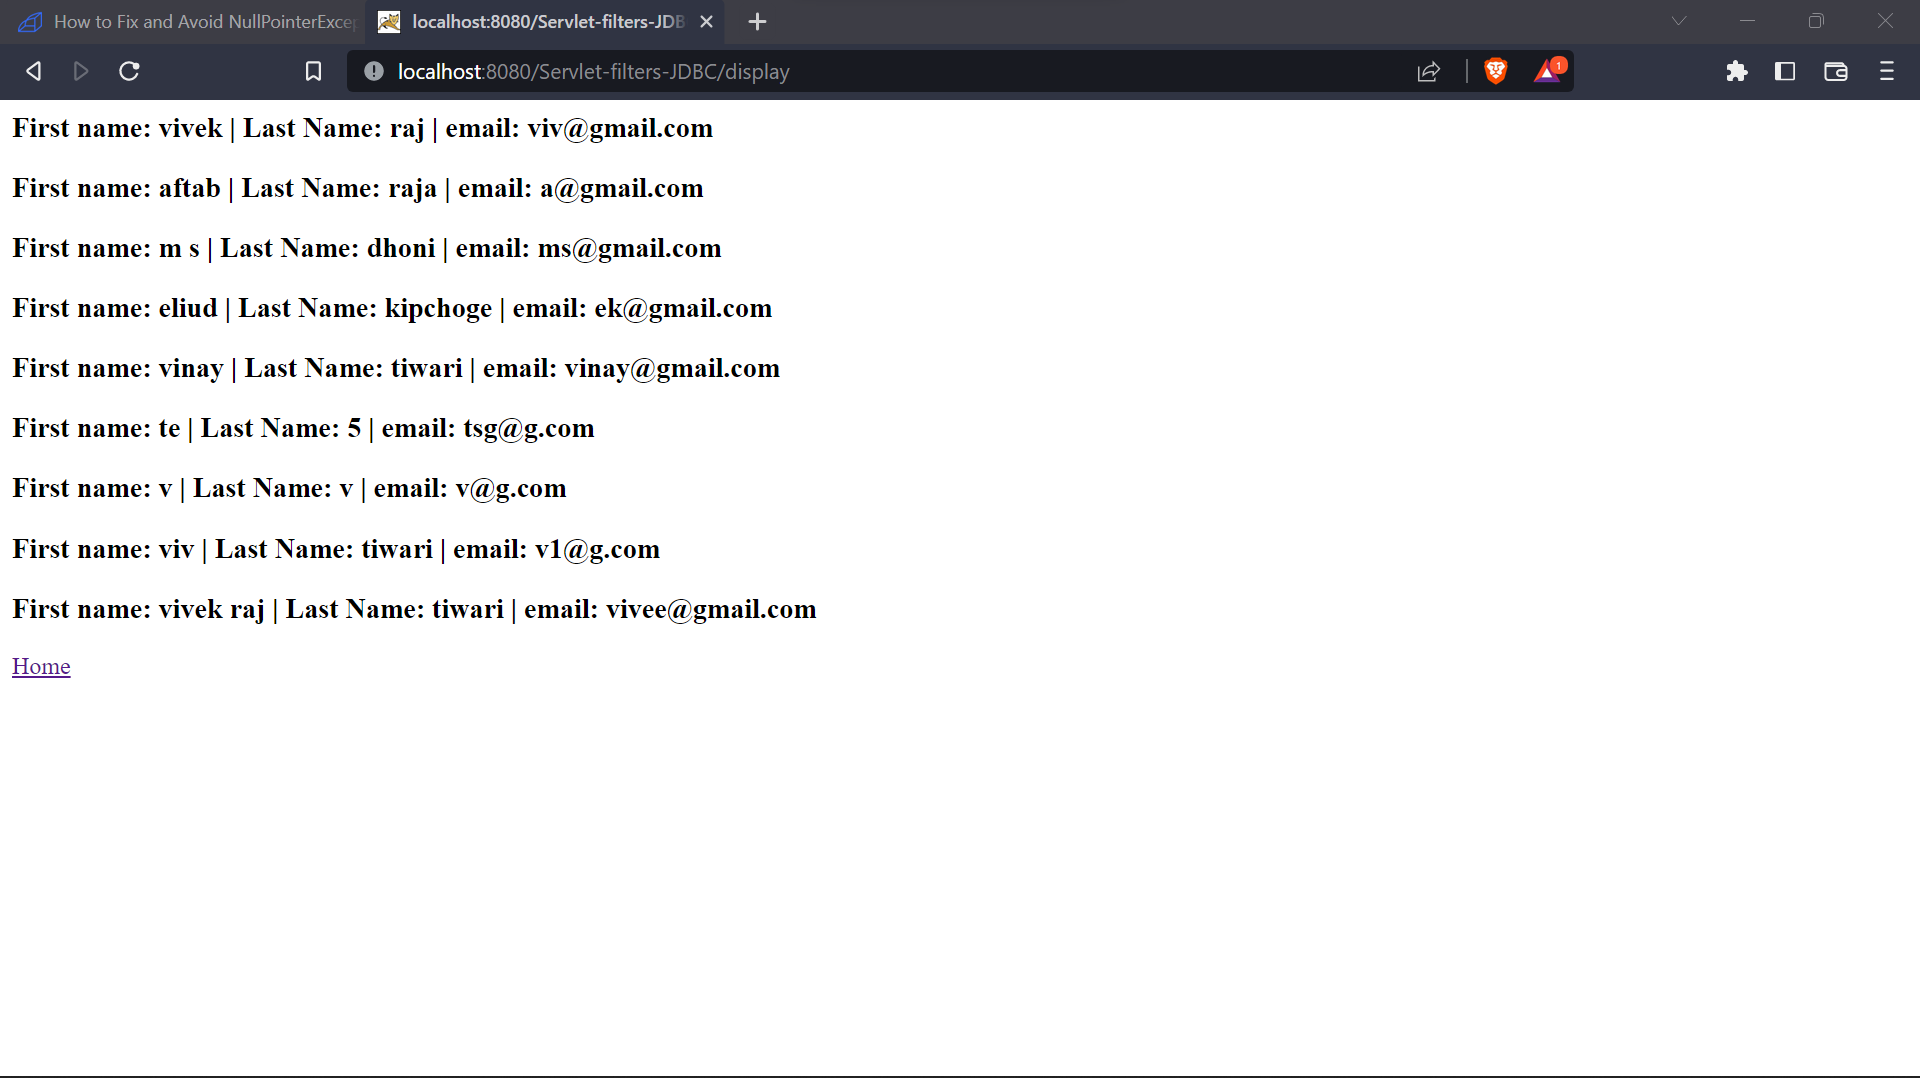 How to Fix and Avoid NullPointerExcep
localhost:8080/Servlet-filters-JDB
localhost:8080/Servlet-filters-JDBC/display
1
First name: vivek | Last Name: raj | email: viv@gmail.com
First name: aftab | Last Name: raja | email: a@gmail.com
First name: m s | Last Name: dhoni | email: ms@gmail.com
First name: eliud | Last Name: kipchoge | email: ek@gmail.com
First name: vinay | Last Name: tiwari | email: vinay@gmail.com
First name: te | Last Name: 5 | email: tsg@g.com
First name: v | Last Name: v | email: v@g.com
First name: viv | Last Name: tiwari | email: v1@g.com
First name: vivek raj | Last Name: tiwari | email: vivee@gmail.com
Home